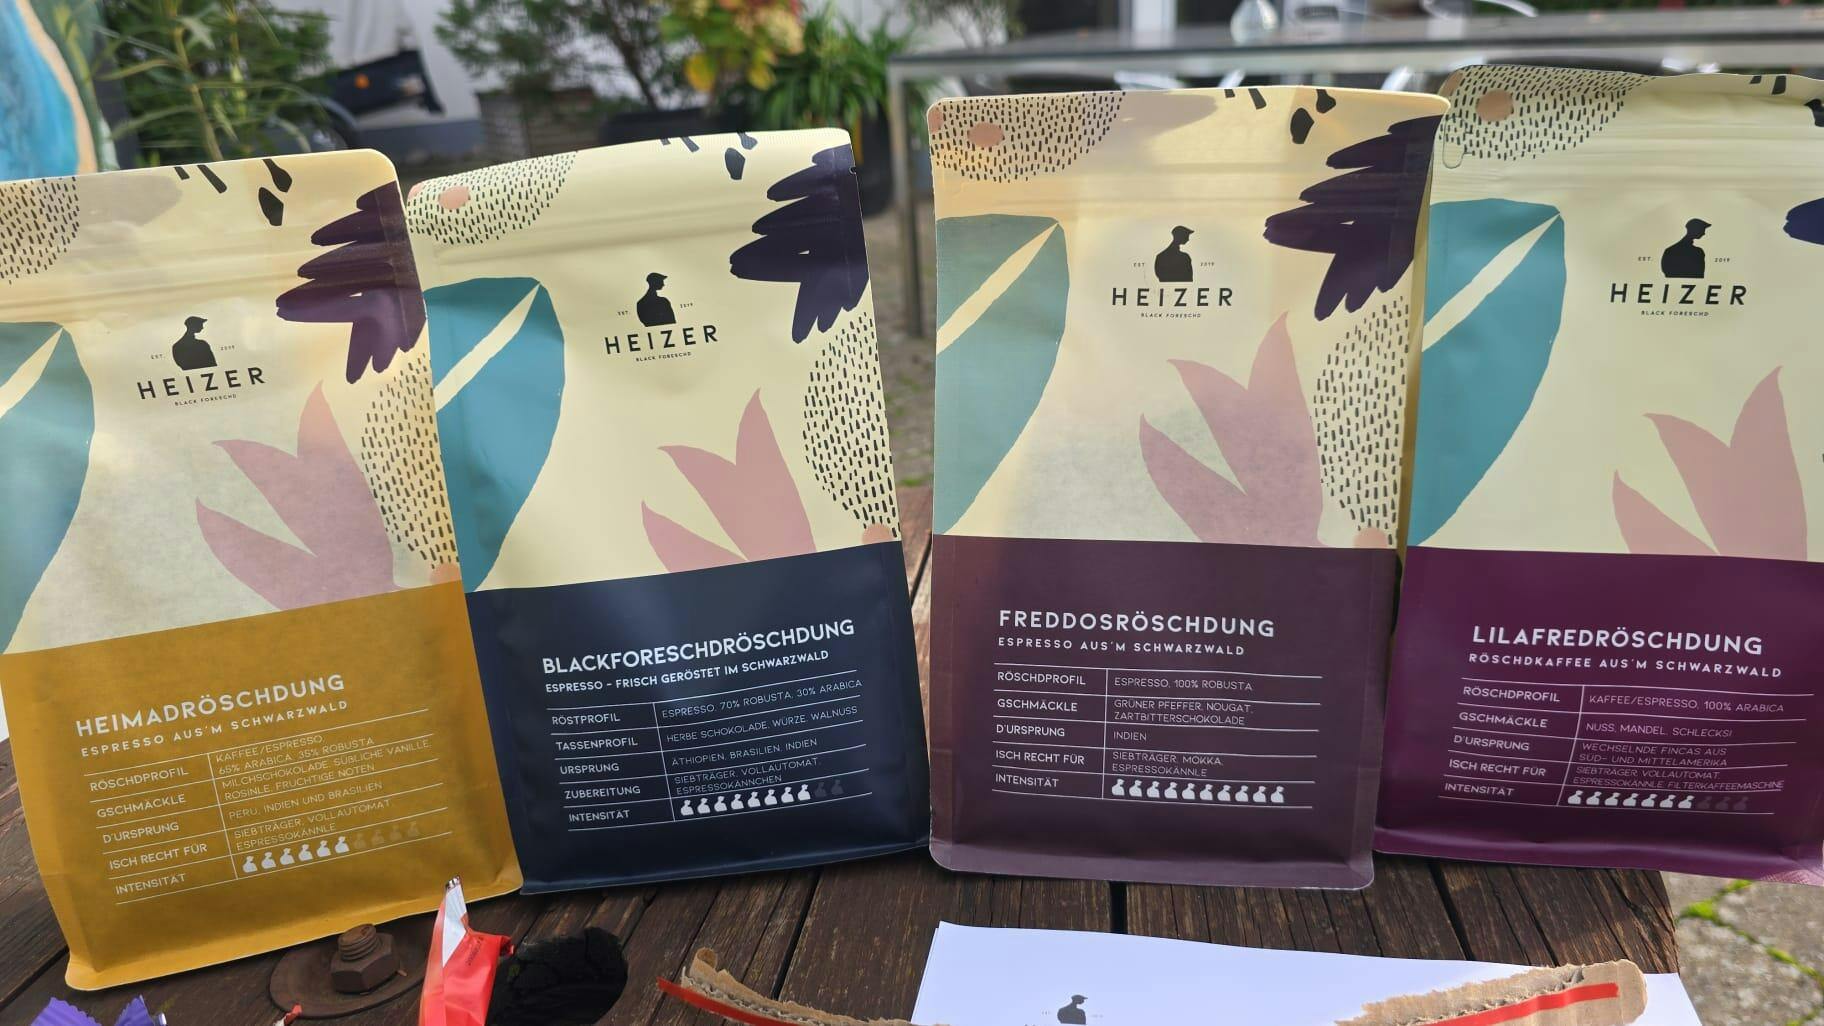 EST. 2019
HEIZER
BLACK FORESCHD
HEIMADRÖSCHDUNG
ESPRESSO AUS'M SCHWARZWALD
RÖSCHDPROFIL
KAFFEE/ESPRESSO,
65% ARABICA, 35% ROBUSTA
GSCHMÄCKLE
MILCHSCHOKOLADE, SÜBLICHE VANILLE,
ROSINLE, FRUCHTIGE NOTEN
D'URSPRUNG
PERU, INDIEN UND BRASILIEN
ISCH RECHT FÜR
SIEBTRÄGER, VOLLAUTOMAT,
ESPRESSOKÄNNLE
INTENSITÄT
EST. 2019
HEIZER
BLACK FORESCHD
BLACKFORESCHDRÖSCHDUNG
ESPRESSO – FRISCH GERÖSTET IM SCHWARZWALD
RÖSTPROFIL
ESPRESSO, 70% ROBUSTA, 30% ARABICA
TASSENPROFIL
HERBE SCHOKOLADE, WÜRZE, WALNUSS
URSPRUNG
ÄTHIOPIEN, BRASILIEN, INDIEN
ZUBEREITUNG
SIEBTRÄGER, VOLLAUTOMAT,
ESPRESSOKÄNNCHEN
INTENSITÄT
EST. 2019
HEIZER
BLACK FORESCHD
FREDDOSRÖSCHDUNG
ESPRESSO AUS'M SCHWARZWALD
RÖSCHDPROFIL
ESPRESSO, 100% ROBUSTA
GSCHMÄCKLE
GRÜNER PFEFFER, NOUGAT,
ZARTBITTERSCHOKOLADE
D'URSPRUNG
INDIEN
ISCH RECHT FÜR
SIEBTRÄGER, MOKKA,
ESPRESSOKÄNNLE
INTENSITÄT
EST. 2019
HEIZER
BLACK FORESCHD
LILAFREDRÖSCHDUNG
RÖSCHDKAFFEE AUS'M SCHWARZWALD
RÖSCHDPROFIL
KAFFEE/ESPRESSO, 100% ARABICA
GSCHMÄCKLE
NUSS, MANDEL, SCHLECKSI
D'URSPRUNG
WECHSELNDE FINCAS AUS
SÜD- UND MITTELAMERIKA
ISCH RECHT FÜR
SIEBTRÄGER, VOLLAUTOMAT,
ESPRESSOKÄNNLE, FILTERKAFFEEMASCHINE
INTENSITÄT